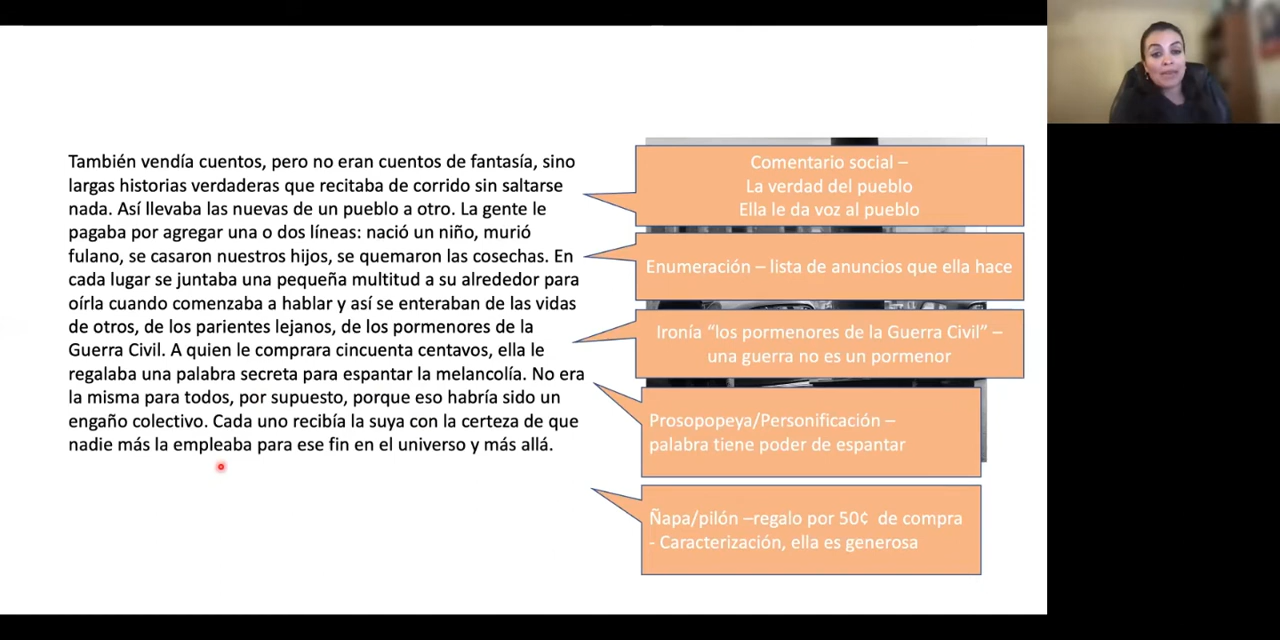 También vendía cuentos, pero no eran cuentos de fantasía, sino
largas historias verdaderas que recitaba de corrido sin saltarse
nada. Así llevaba las nuevas de un pueblo a otro. La gente le
pagaba por agregar una o dos líneas: nació un niño, murió
fulano, se casaron nuestros hijos, se quemaron las cosechas. En
cada lugar se juntaba una pequeña multitud a su alrededor para
oírla cuando comenzaba a hablar y así se enteraban de las vidas
de otros, de los parientes lejanos, de los pormenores de la
Guerra Civil. A quien le comprara cincuenta centavos, ella le
regalaba una palabra secreta para espantar la melancolía. No era
la misma para todos, por supuesto, porque eso habría sido un
engaño colectivo. Cada uno recibía la suya con la certeza de que
nadie más la empleaba para ese fin en el universo y más allá.
Comentario social –
La verdad del pueblo
Ella le da voz al pueblo
Enumeración – lista de anuncios que ella hace
Ironía “los pormenores de la Guerra Civil” –
una guerra no es un pormenor
Prosopopeya/Personificación –
palabra tiene poder de espantar
Ñapa/pilón –regalo por 50¢ de compra
- Caracterización, ella es generosa